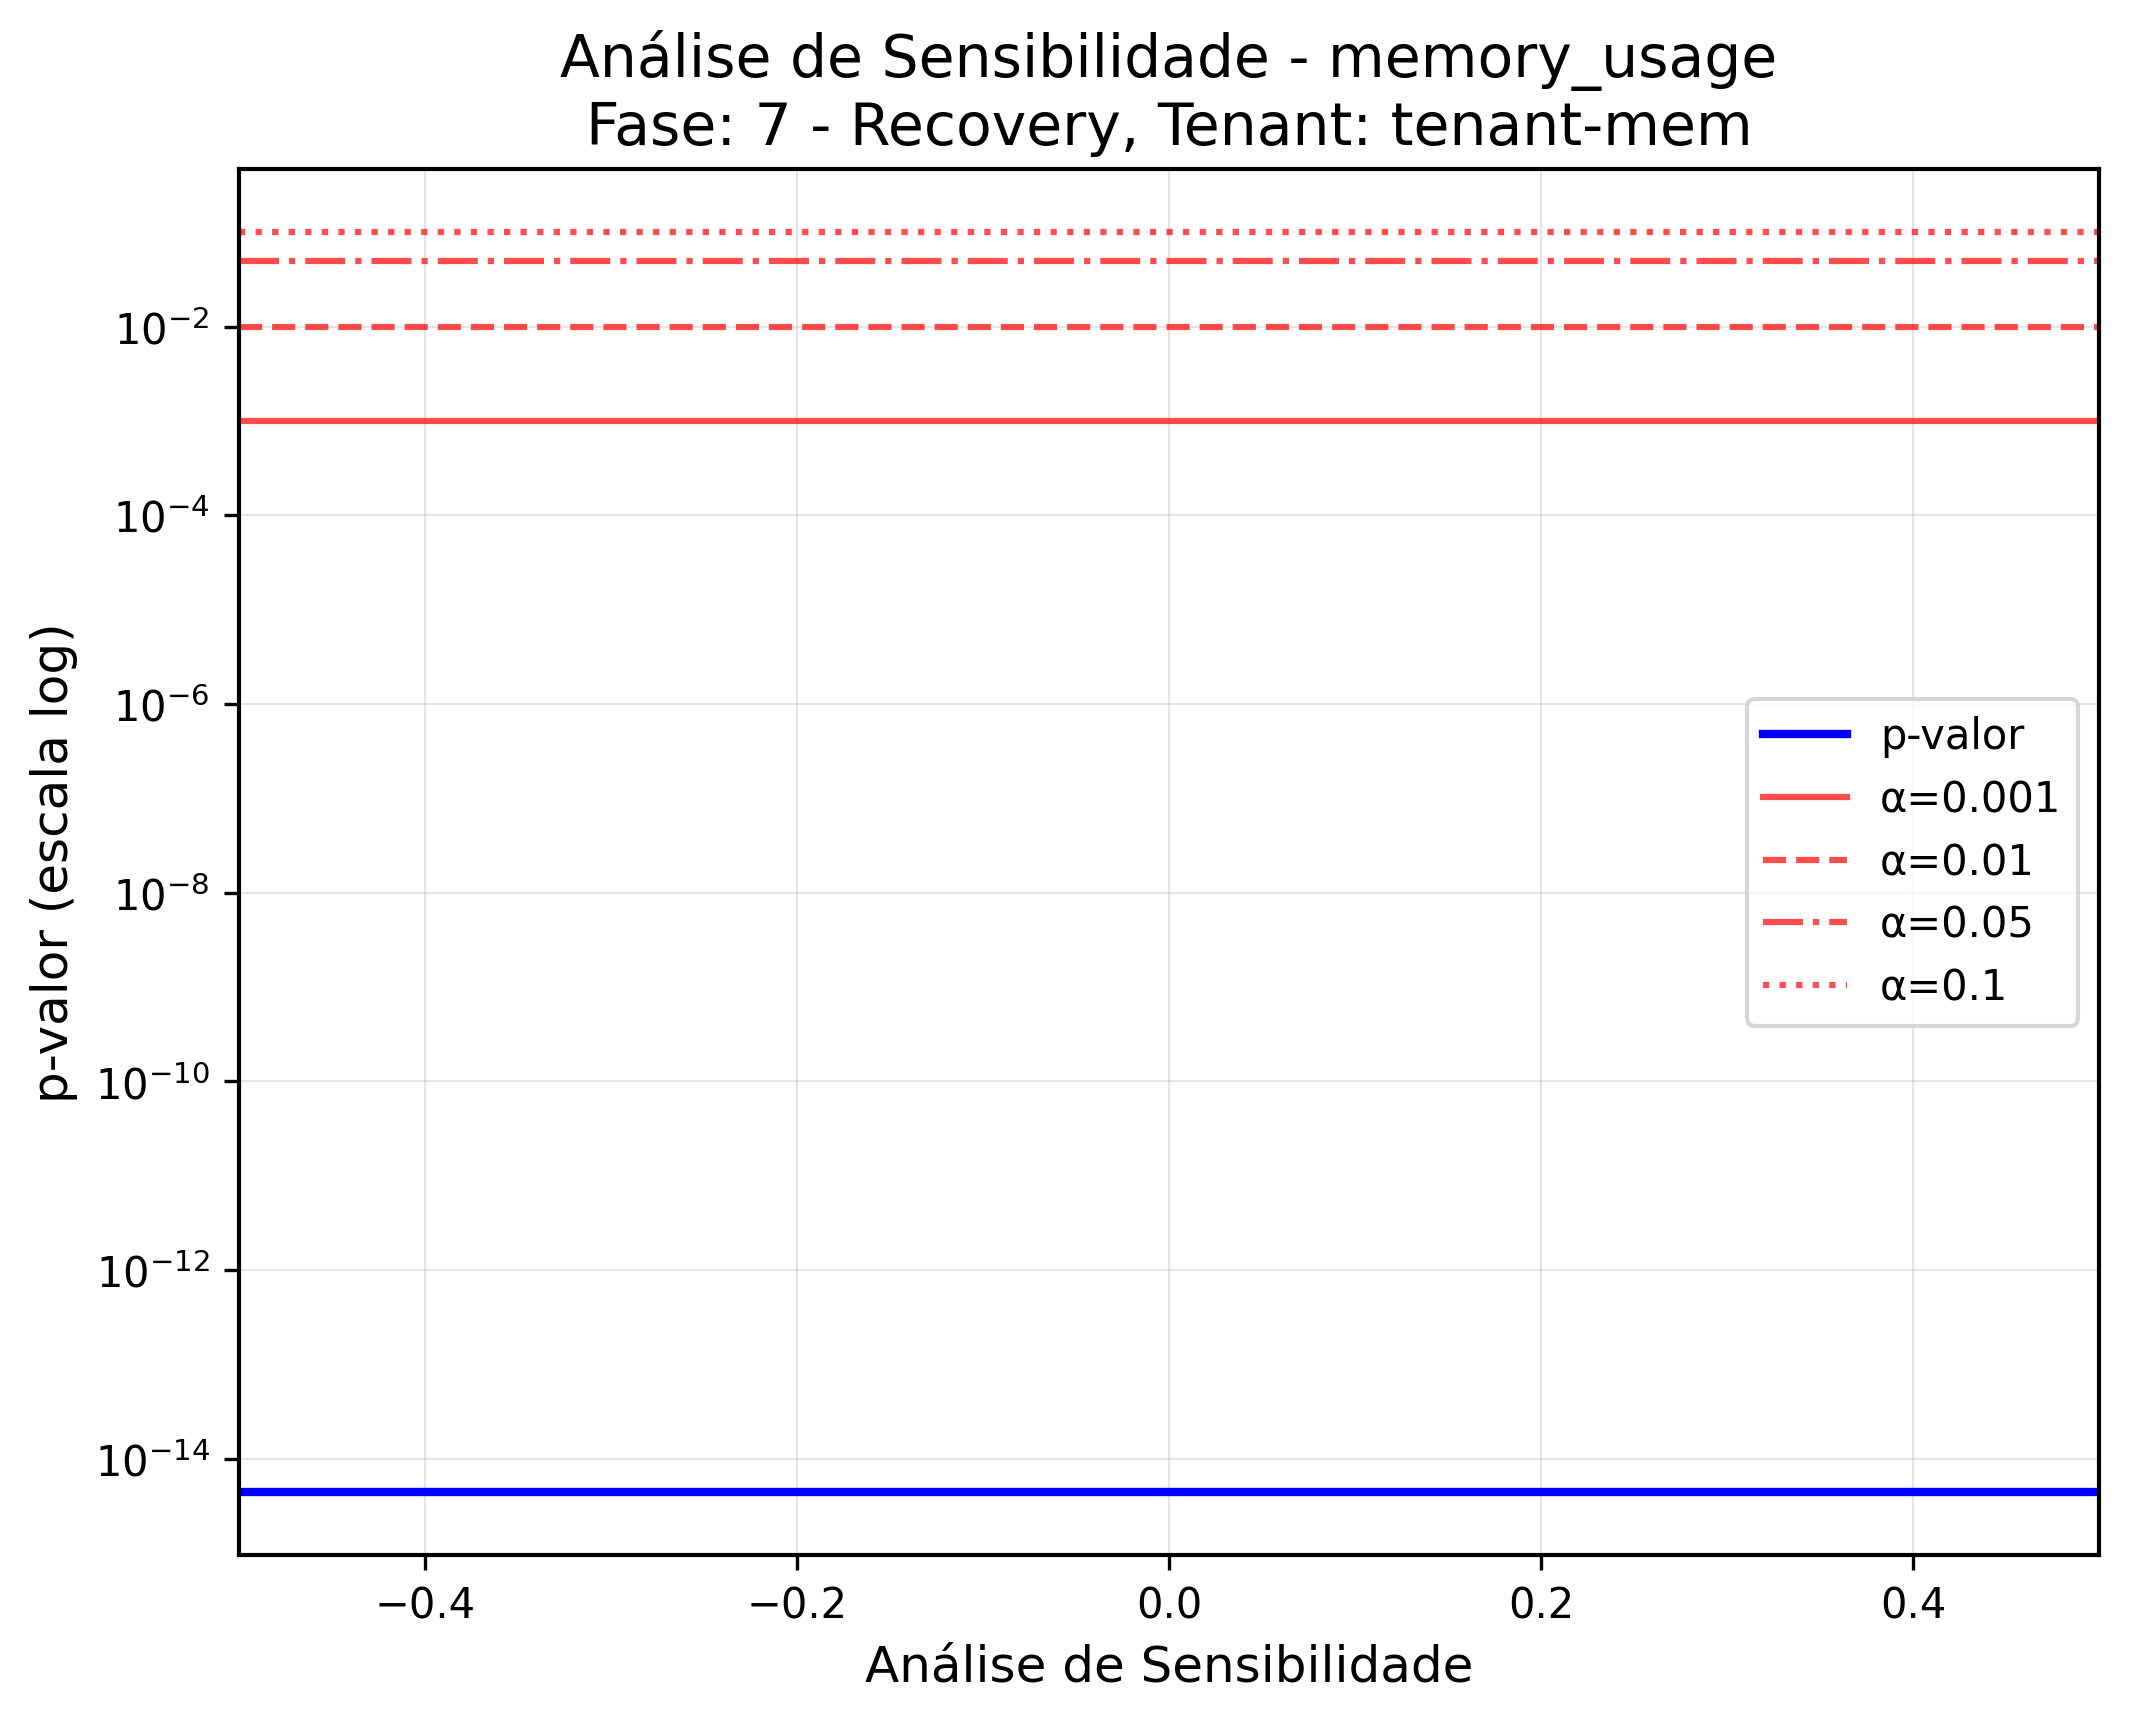 Análise de Sensibilidade - memory_usage
Fase: 7 - Recovery, Tenant: tenant-mem
p-valor (escala log)
10⁻²
10⁻⁴
10⁻⁶
10⁻⁸
10⁻¹⁰
10⁻¹²
10⁻¹⁴
p-valor
α=0.001
α=0.01
α=0.05
α=0.1
−0.4 −0.2 0.0 0.2 0.4
Análise de Sensibilidade